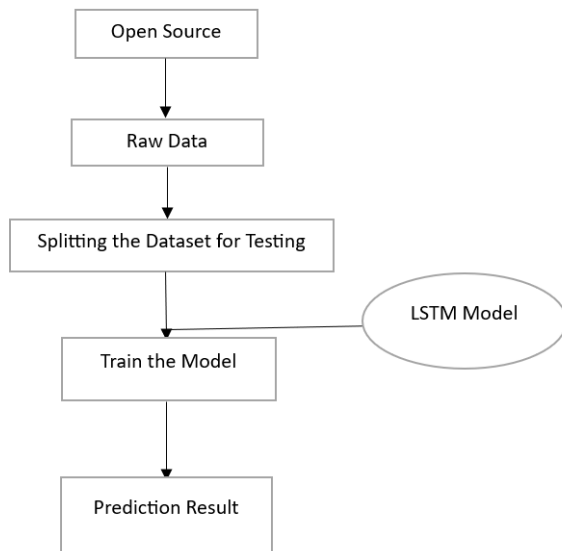 Open Source
Raw Data
Splitting the Dataset for Testing
LSTM Model
Train the Model
Prediction Result